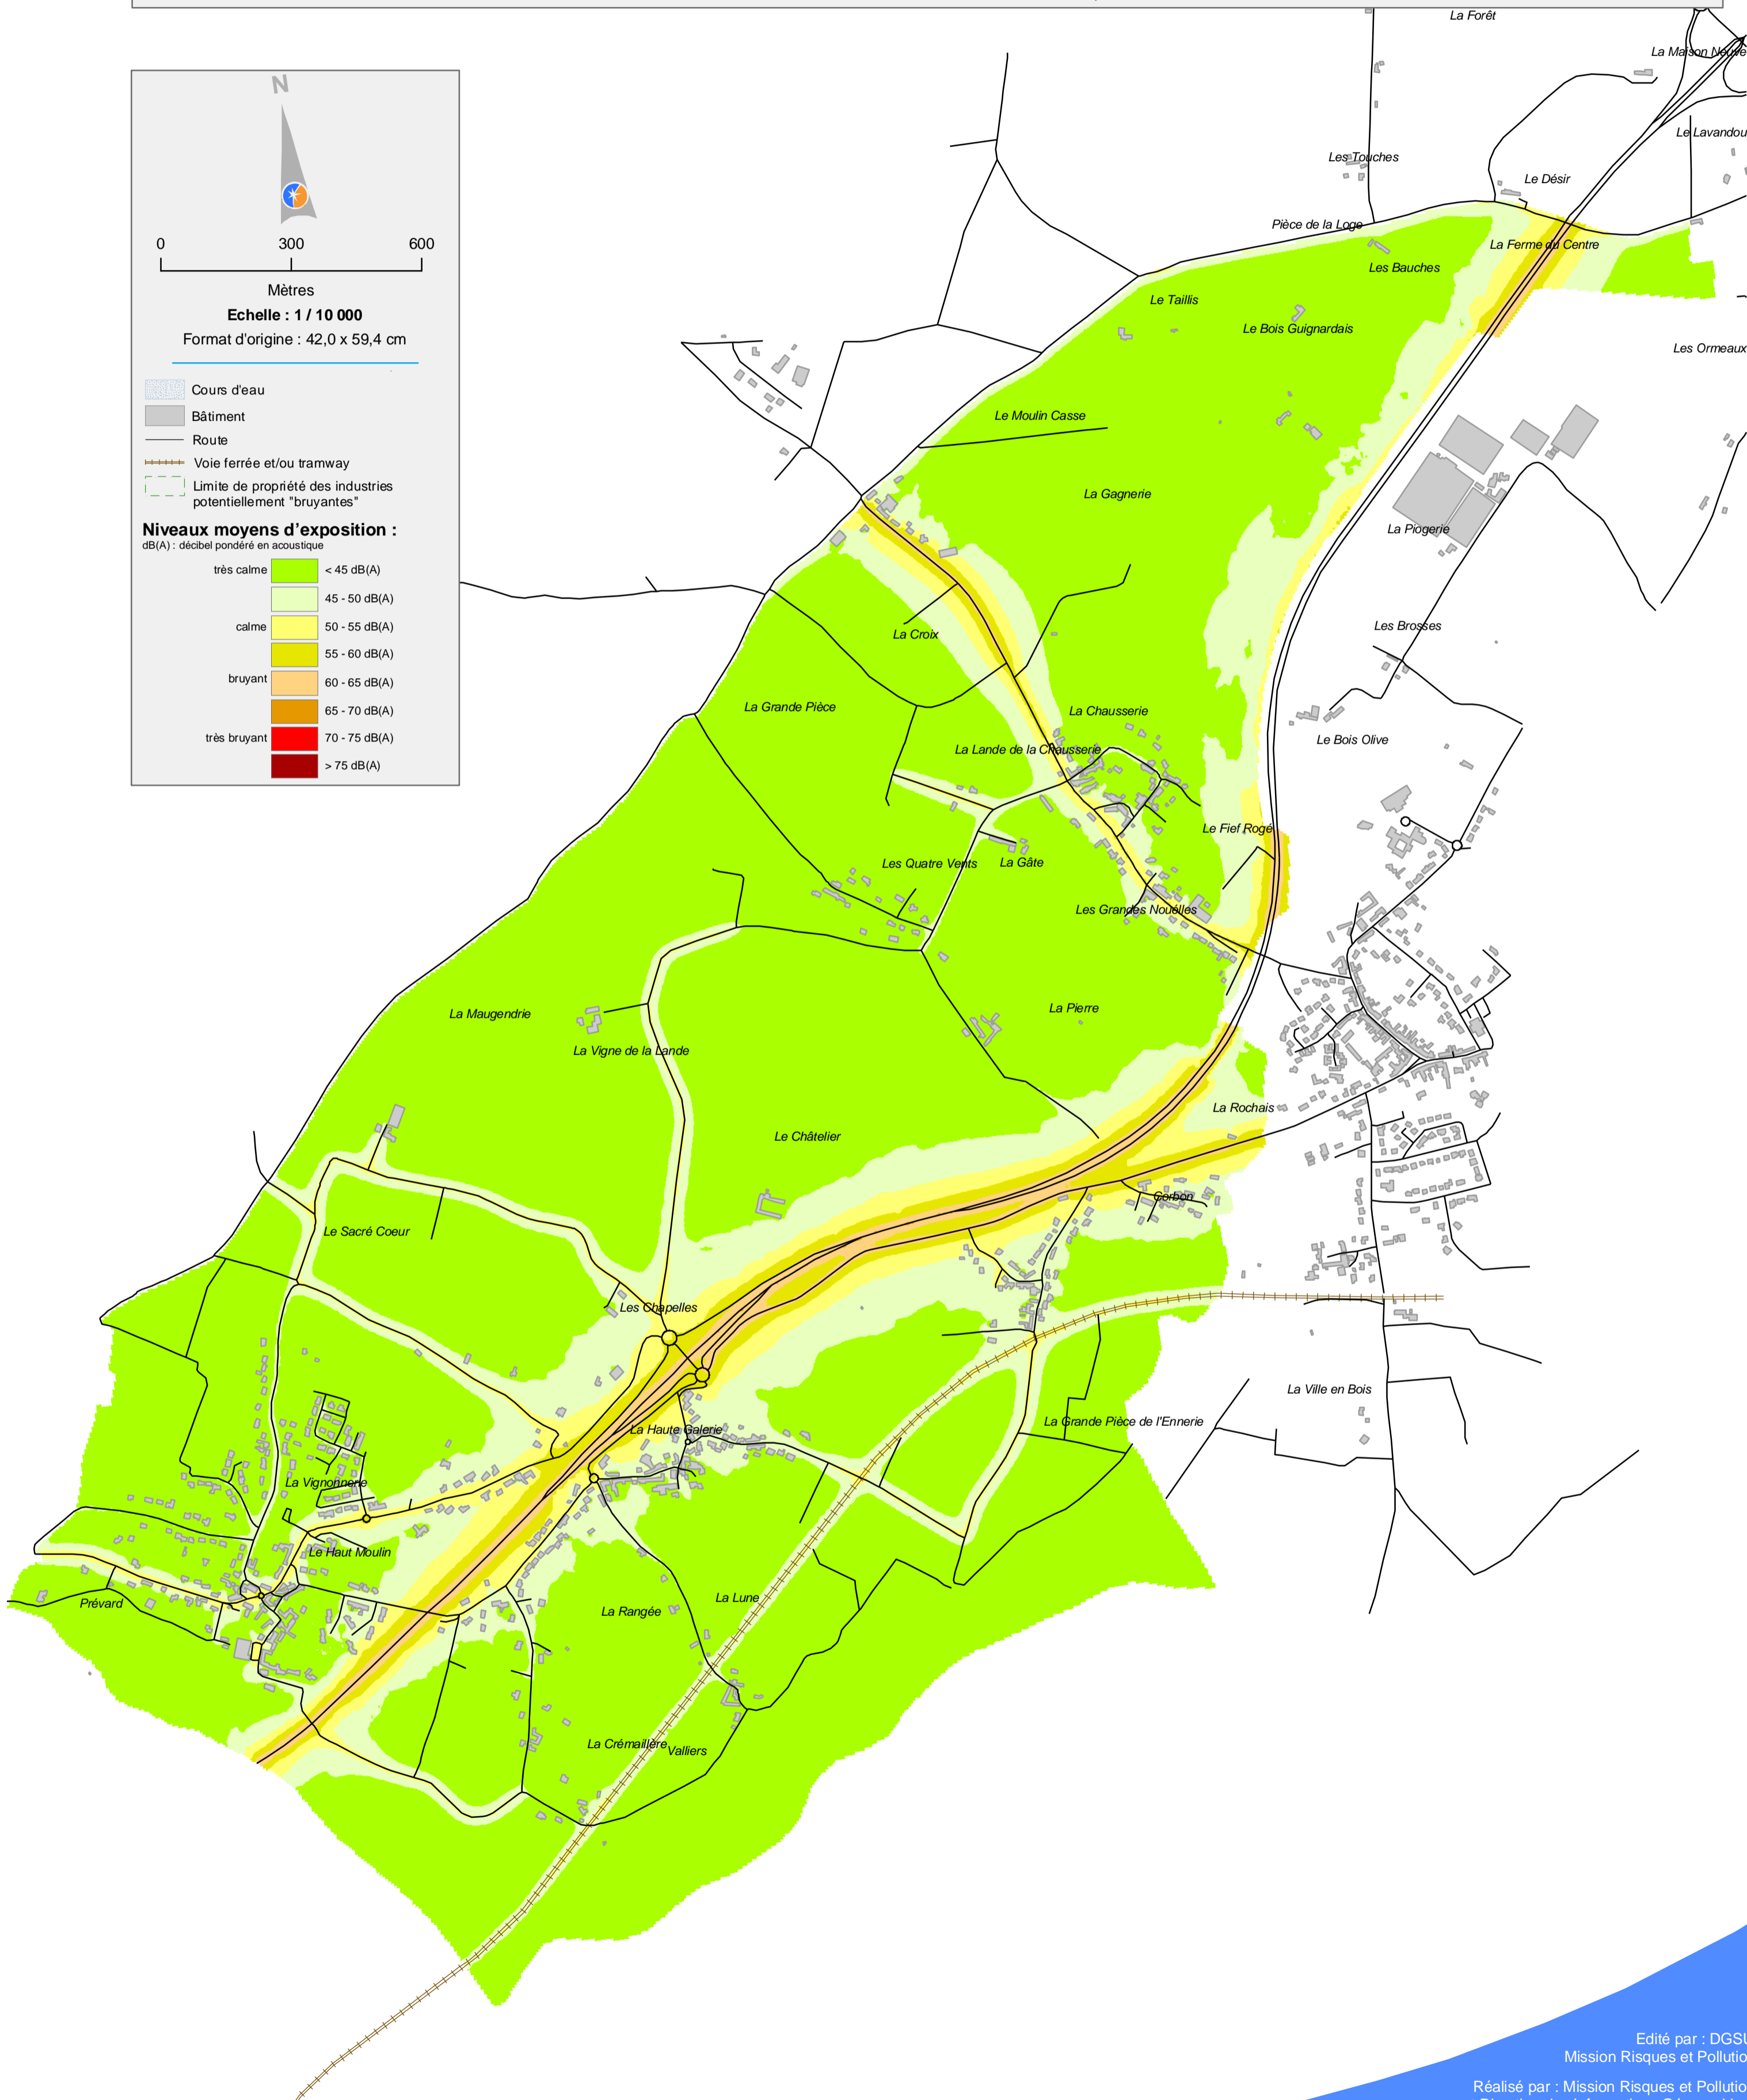 N
0 300 600
Mètres
Echelle : 1 / 10 000
Format d'origine : 42,0 x 59,4 cm
Cours d'eau
Bâtiment
Route
Voie ferrée et/ou tramway
Limite de propriété des industries
potentiellement "bruyantes"
Niveaux moyens d'exposition :
dB(A) : décibel pondéré en acoustique
très calme < 45 dB(A)
45 - 50 dB(A)
calme 50 - 55 dB(A)
55 - 60 dB(A)
bruyant 60 - 65 dB(A)
65 - 70 dB(A)
très bruyant 70 - 75 dB(A)
> 75 dB(A)
La Forêt
La Maison Neuve
Le Lavandou
Les Touches
Le Désir
Pièce de la Loge
La Ferme du Centre
Les Bauches
Le Taillis
Le Bois Guignardais
Les Ormeaux
Le Moulin Casse
La Gagnerie
La Piogerie
Les Brosses
La Croix
La Grande Pièce
La Chausserie
Le Bois Olive
La Lande de la Chausserie
Le Fief Rogé
Les Quatre Vents
La Gâte
Les Grandes Nouëlles
La Maugendrie
La Pierre
La Vigne de la Lande
La Rochais
Le Châtelier
Corbon
Le Sacré Coeur
Les Chapelles
La Ville en Bois
La Grande Pièce de l'Ennerie
La Haute Galerie
La Vignonnerie
Le Haut Moulin
Prévard
La Lune
La Rangée
La Crémaillère
Valliers
Edité par : DGSU
Mission Risques et Pollutio
Réalisé par : Mission Risques et Pollutio